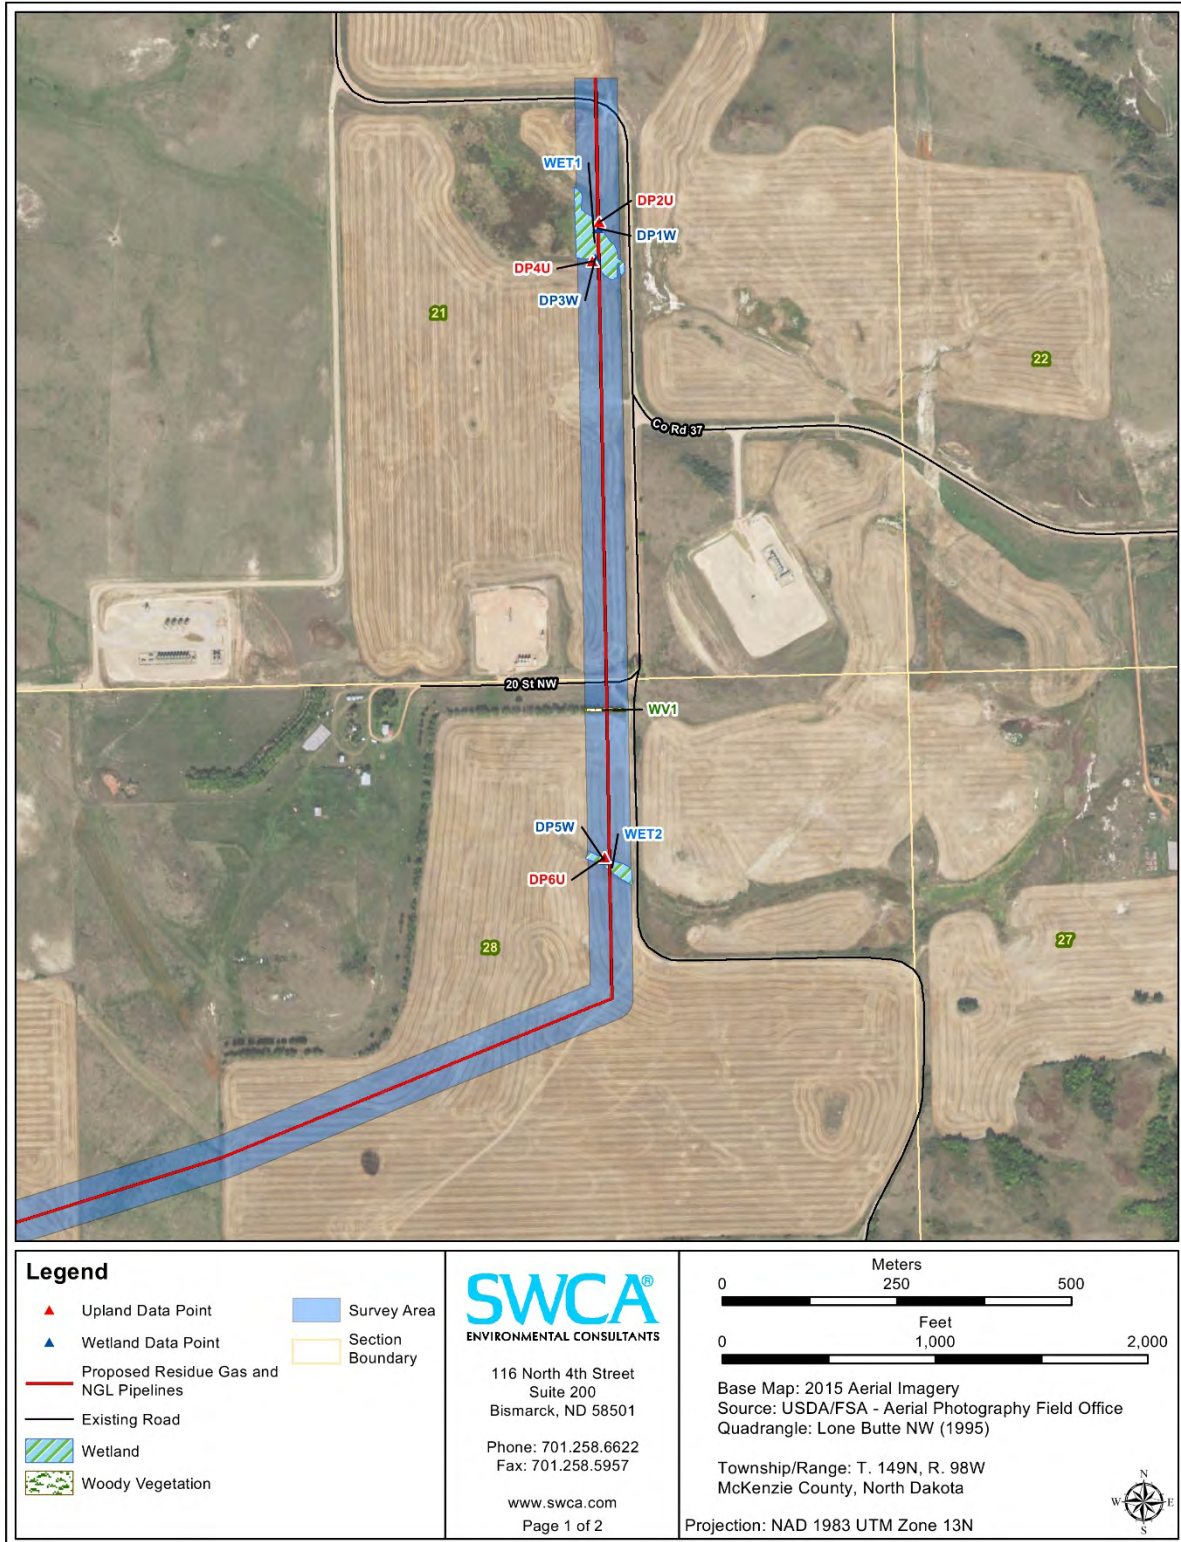 WET1
DP2U
DP1W
DP4U
DP3W
21
22
Co Rd 37
20 St NW
WV1
DP5W
WET2
DP6U
28
27
Legend
Upland Data Point
Wetland Data Point
Proposed Residue Gas and
NGL Pipelines
Existing Road
Wetland
Woody Vegetation
Survey Area
Section
Boundary
SWCA®
ENVIRONMENTAL CONSULTANTS
116 North 4th Street
Suite 200
Bismarck, ND 58501
Phone: 701.258.6622
Fax: 701.258.5957
www.swca.com
Page 1 of 2
Meters
0 250 500
Feet
0 1,000 2,000
Base Map: 2015 Aerial Imagery
Source: USDA/FSA - Aerial Photography Field Office
Quadrangle: Lone Butte NW (1995)
Township/Range: T. 149N, R. 98W
McKenzie County, North Dakota
Projection: NAD 1983 UTM Zone 13N
N
W E
S